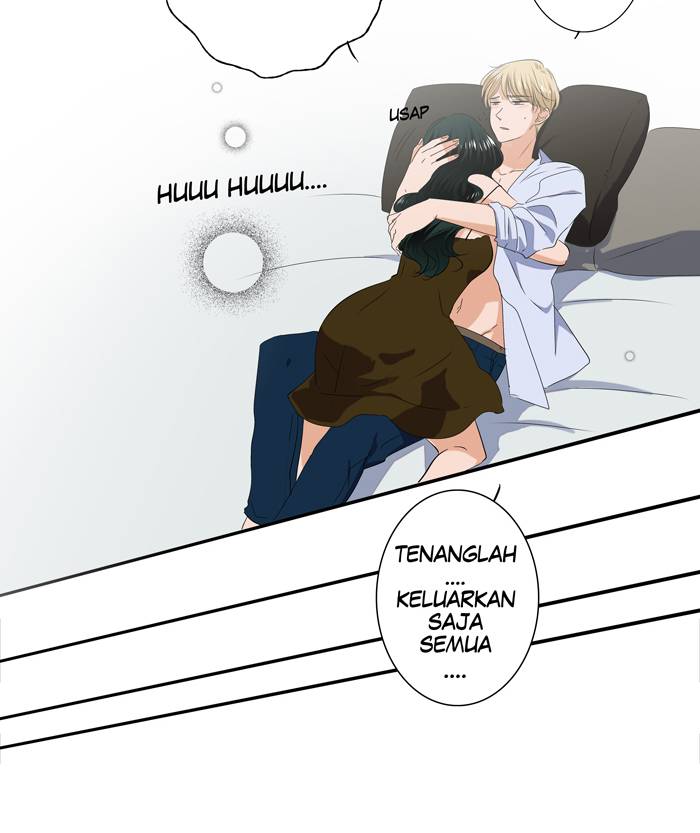 USAP
HUUU HUUUU....
TENANGLAH
....
KELUARKAN
SAJA
SEMUA
....